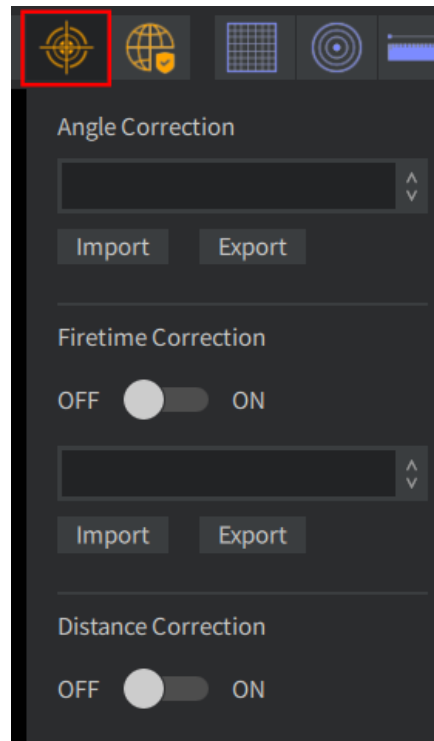 Angle Correction
Import Export
Firetime Correction
OFF ON
Import Export
Distance Correction
OFF ON